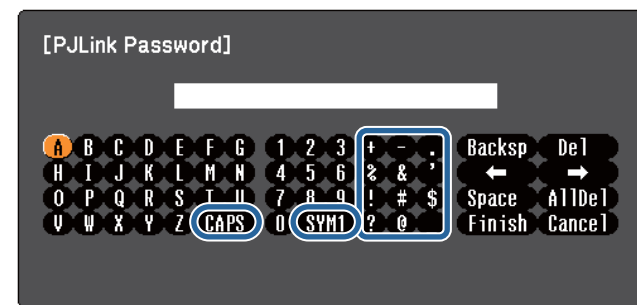 [PJLink Password]
A B C D E F G 1 2 3 + - . Backsp Del
H I J K L M N 4 5 6 % & ' ← →
O P Q R S T U 7 8 9 ! # $ Space AllDel
V W X Y Z CAPS 0 SYM1 ? @ Finish Cancel